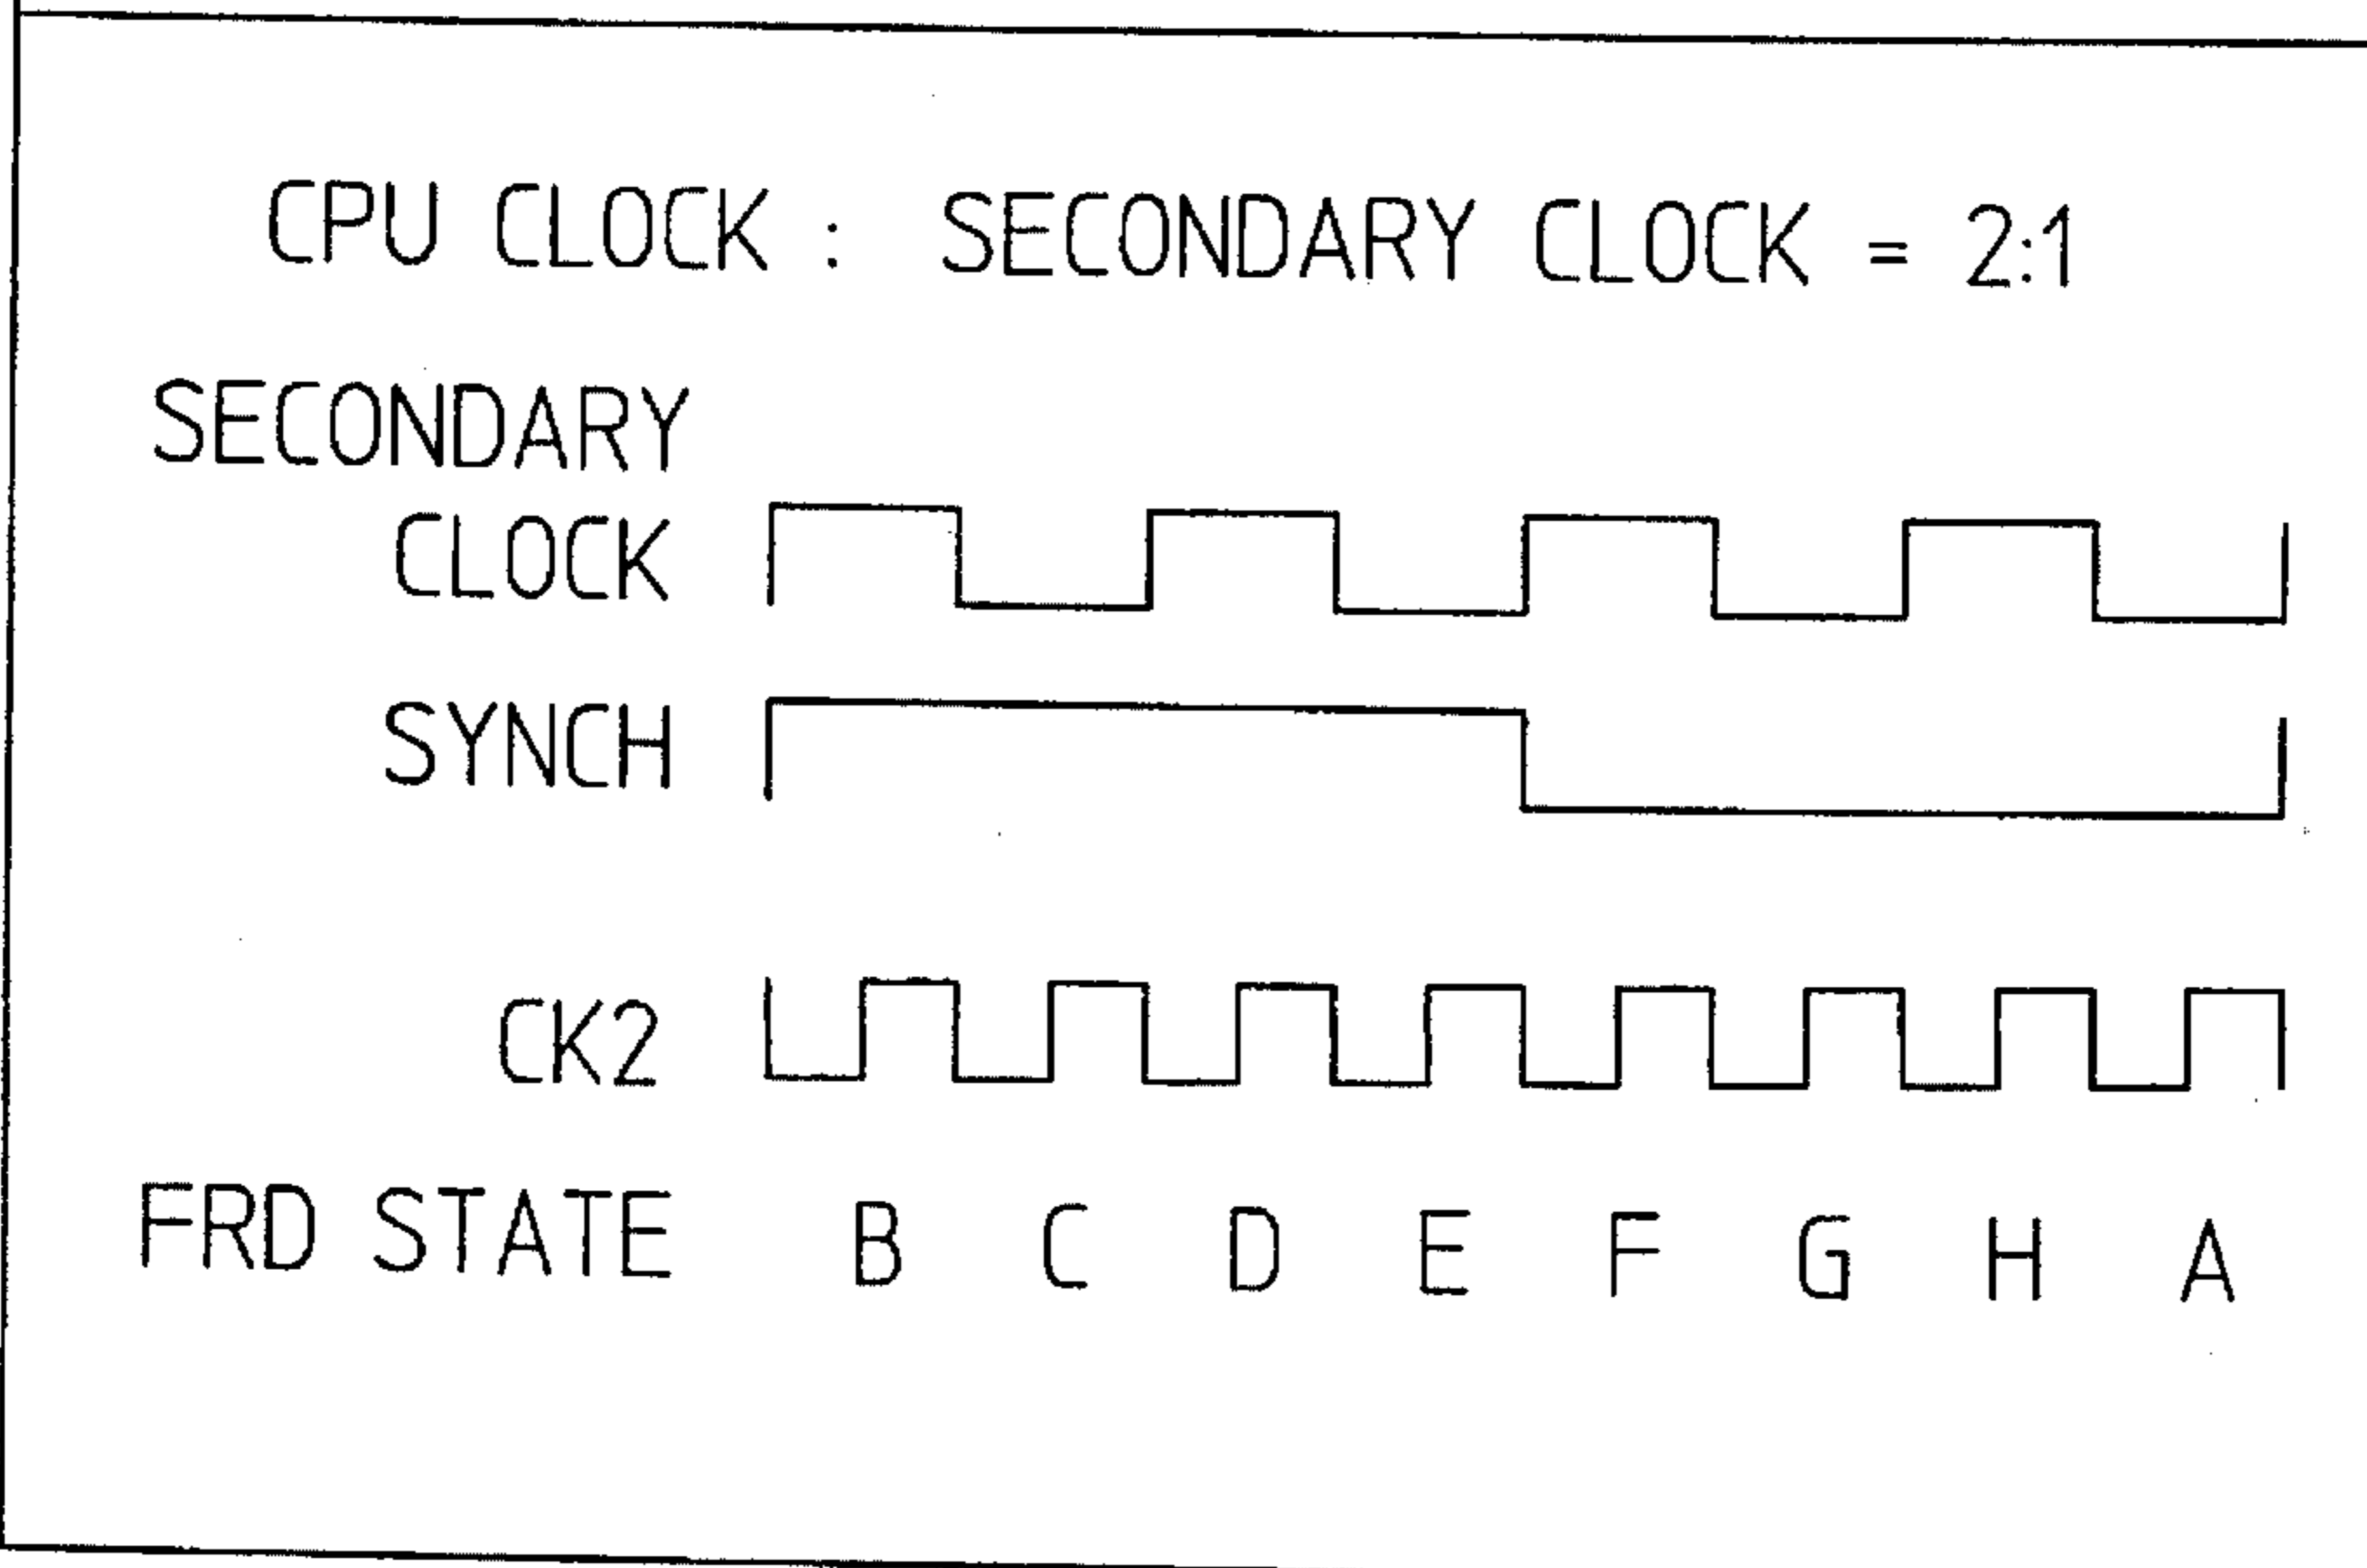 CPU CLOCK : SECONDARY CLOCK = 2:1
SECONDARY
CLOCK
SYNCH
CK2
FRD STATE B C D E F G H A